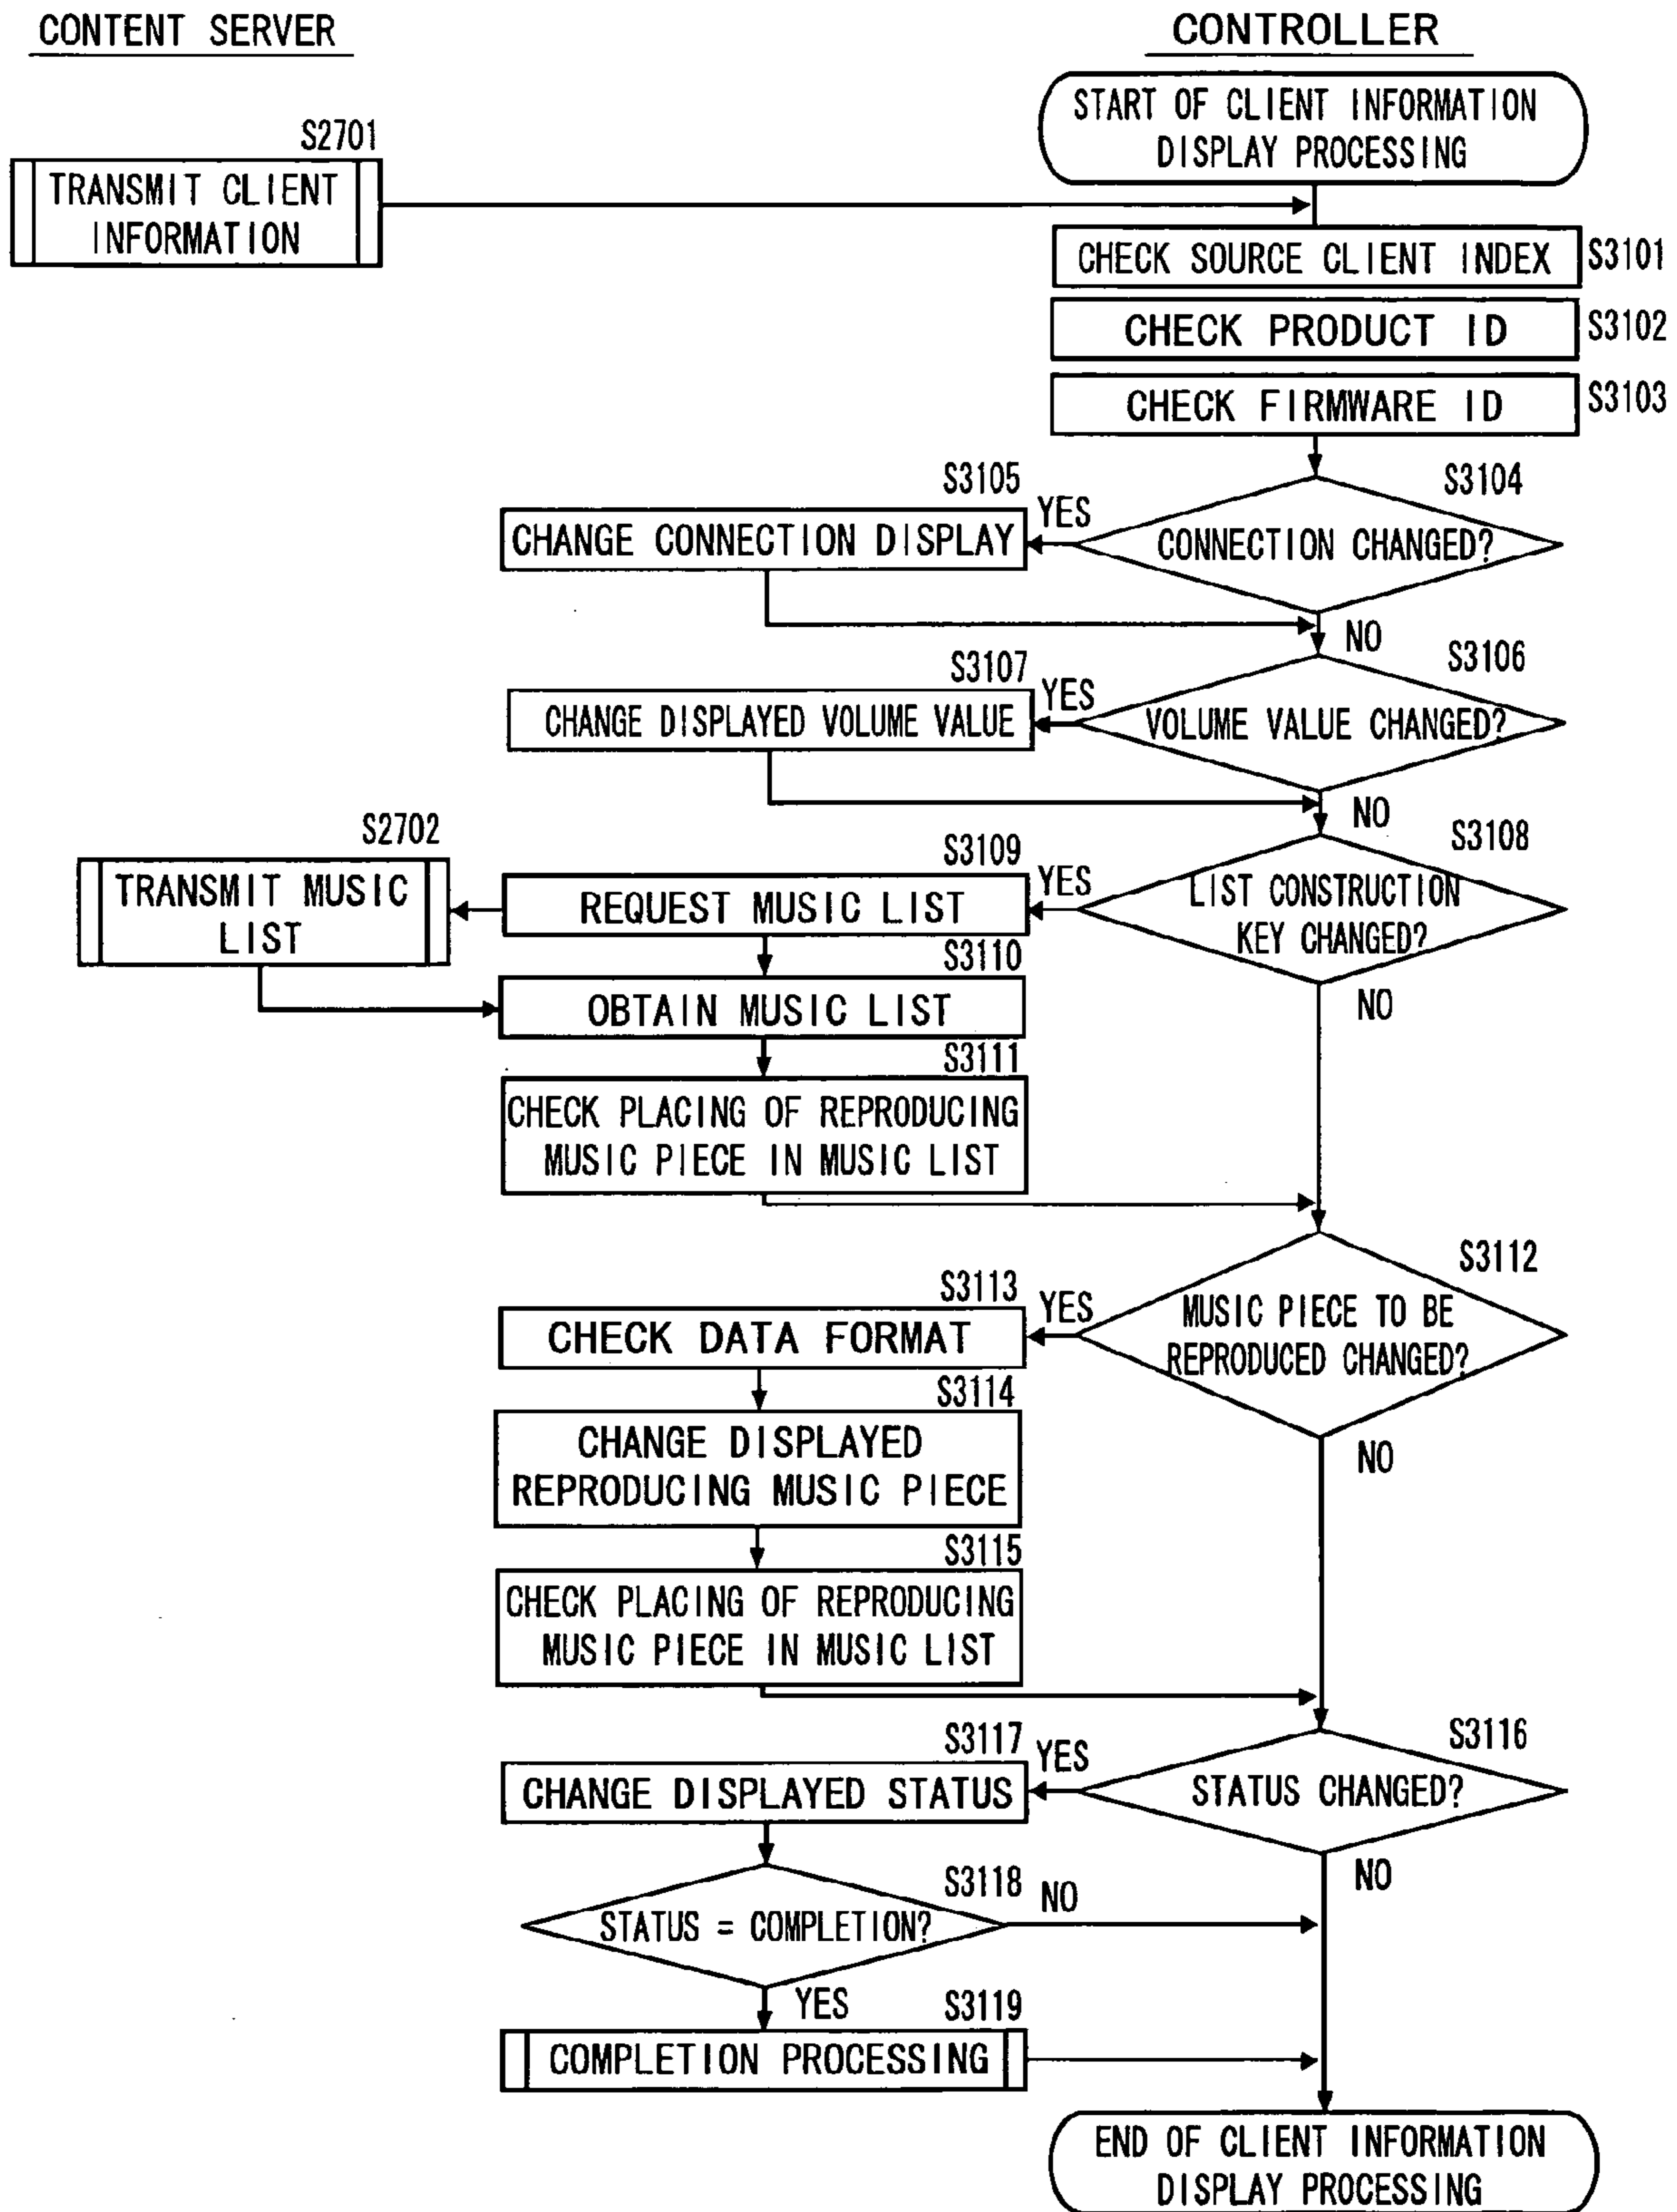 CONTENT SERVER
CONTROLLER
START OF CLIENT INFORMATION
DISPLAY PROCESSING
S2701
TRANSMIT CLIENT
INFORMATION
CHECK SOURCE CLIENT INDEX
S3101
CHECK PRODUCT ID
S3102
CHECK FIRMWARE ID
S3103
S3105
YES
S3104
CHANGE CONNECTION DISPLAY
CONNECTION CHANGED?
NO
S3107
YES
S3106
CHANGE DISPLAYED VOLUME VALUE
VOLUME VALUE CHANGED?
NO
S2702
S3109
YES
S3108
TRANSMIT MUSIC
LIST
REQUEST MUSIC LIST
LIST CONSTRUCTION
KEY CHANGED?
S3110
NO
OBTAIN MUSIC LIST
S3111
CHECK PLACING OF REPRODUCING
MUSIC PIECE IN MUSIC LIST
S3113
YES
S3112
CHECK DATA FORMAT
MUSIC PIECE TO BE
REPRODUCED CHANGED?
S3114
NO
CHANGE DISPLAYED
REPRODUCING MUSIC PIECE
S3115
CHECK PLACING OF REPRODUCING
MUSIC PIECE IN MUSIC LIST
S3117
YES
S3116
CHANGE DISPLAYED STATUS
STATUS CHANGED?
NO
S3118
NO
STATUS = COMPLETION?
YES
S3119
COMPLETION PROCESSING
END OF CLIENT INFORMATION
DISPLAY PROCESSING